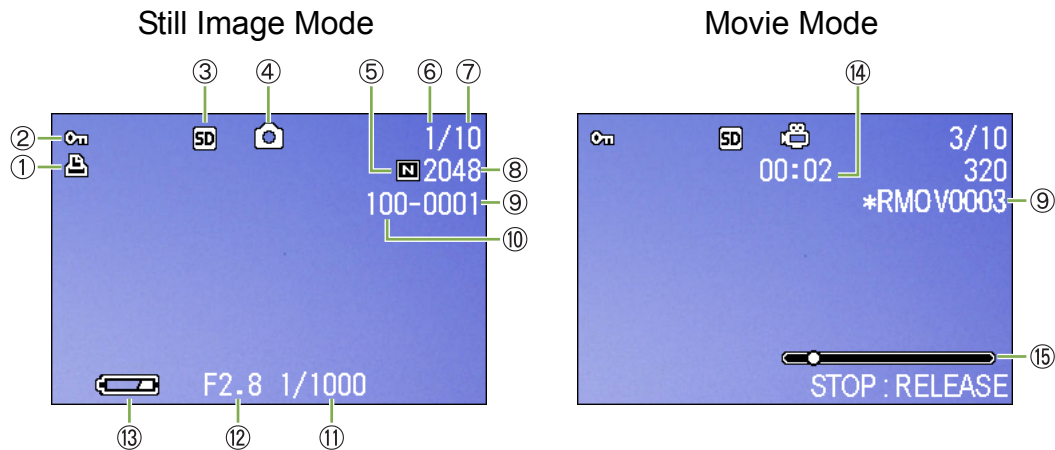 Still Image Mode
Movie Mode
③ ④ ⑤ ⑥ ⑦
②
SD
1/10
①
N 2048
⑧
100-0001
⑨
⑩
F2.8 1/1000
⑬ ⑫ ⑪
⑭
SD
3/10
00:02
320
*RMOV0003
⑨
⑮
STOP : RELEASE